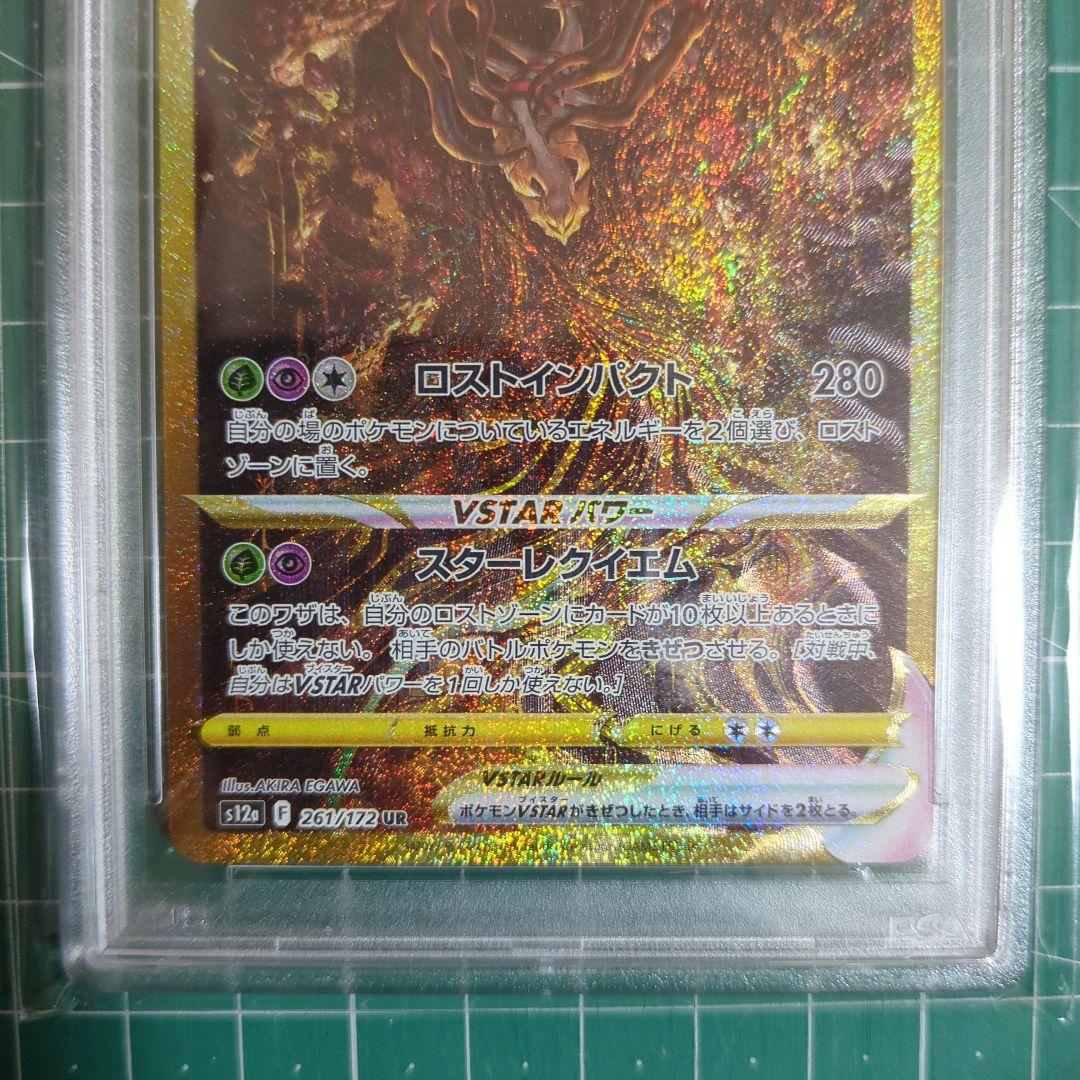 ロストインパクト 280
自分の場のポケモンについているエネルギーを2個選び、ロスト
ゾーンに置く。
VSTARパワー
スターレクイエム
このワザは、自分のロストゾーンにカードが10枚以上あるときに
しか使えない。相手のバトルポケモンをきぜつさせる。[対戦中、
自分はVSTARパワーを1回しか使えない。]
弱点 抵抗力 にげる
Illus.AKIRA EGAWA
VSTARルール
s12a F 261/172 UR
ポケモンVSTARがきぜつしたとき、相手はサイドを2枚とる。
PSA